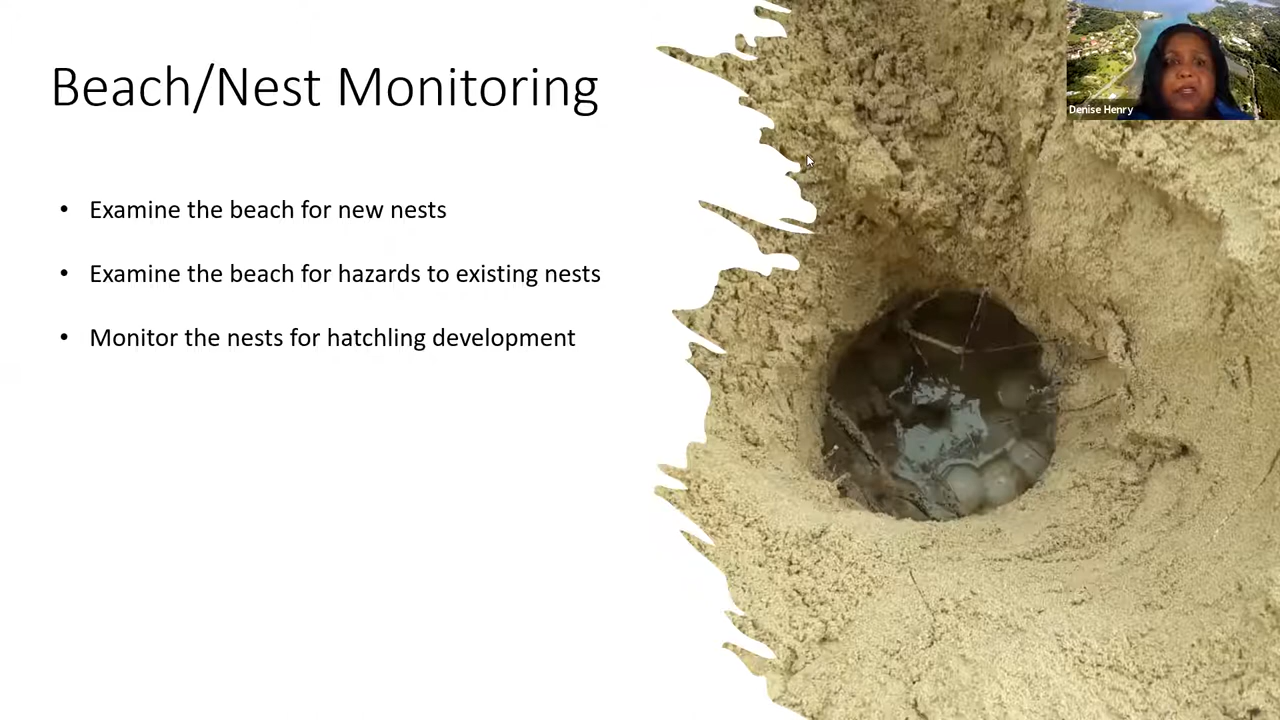 Beach/Nest Monitoring
Denise Henry
• Examine the beach for new nests
• Examine the beach for hazards to existing nests
• Monitor the nests for hatchling development